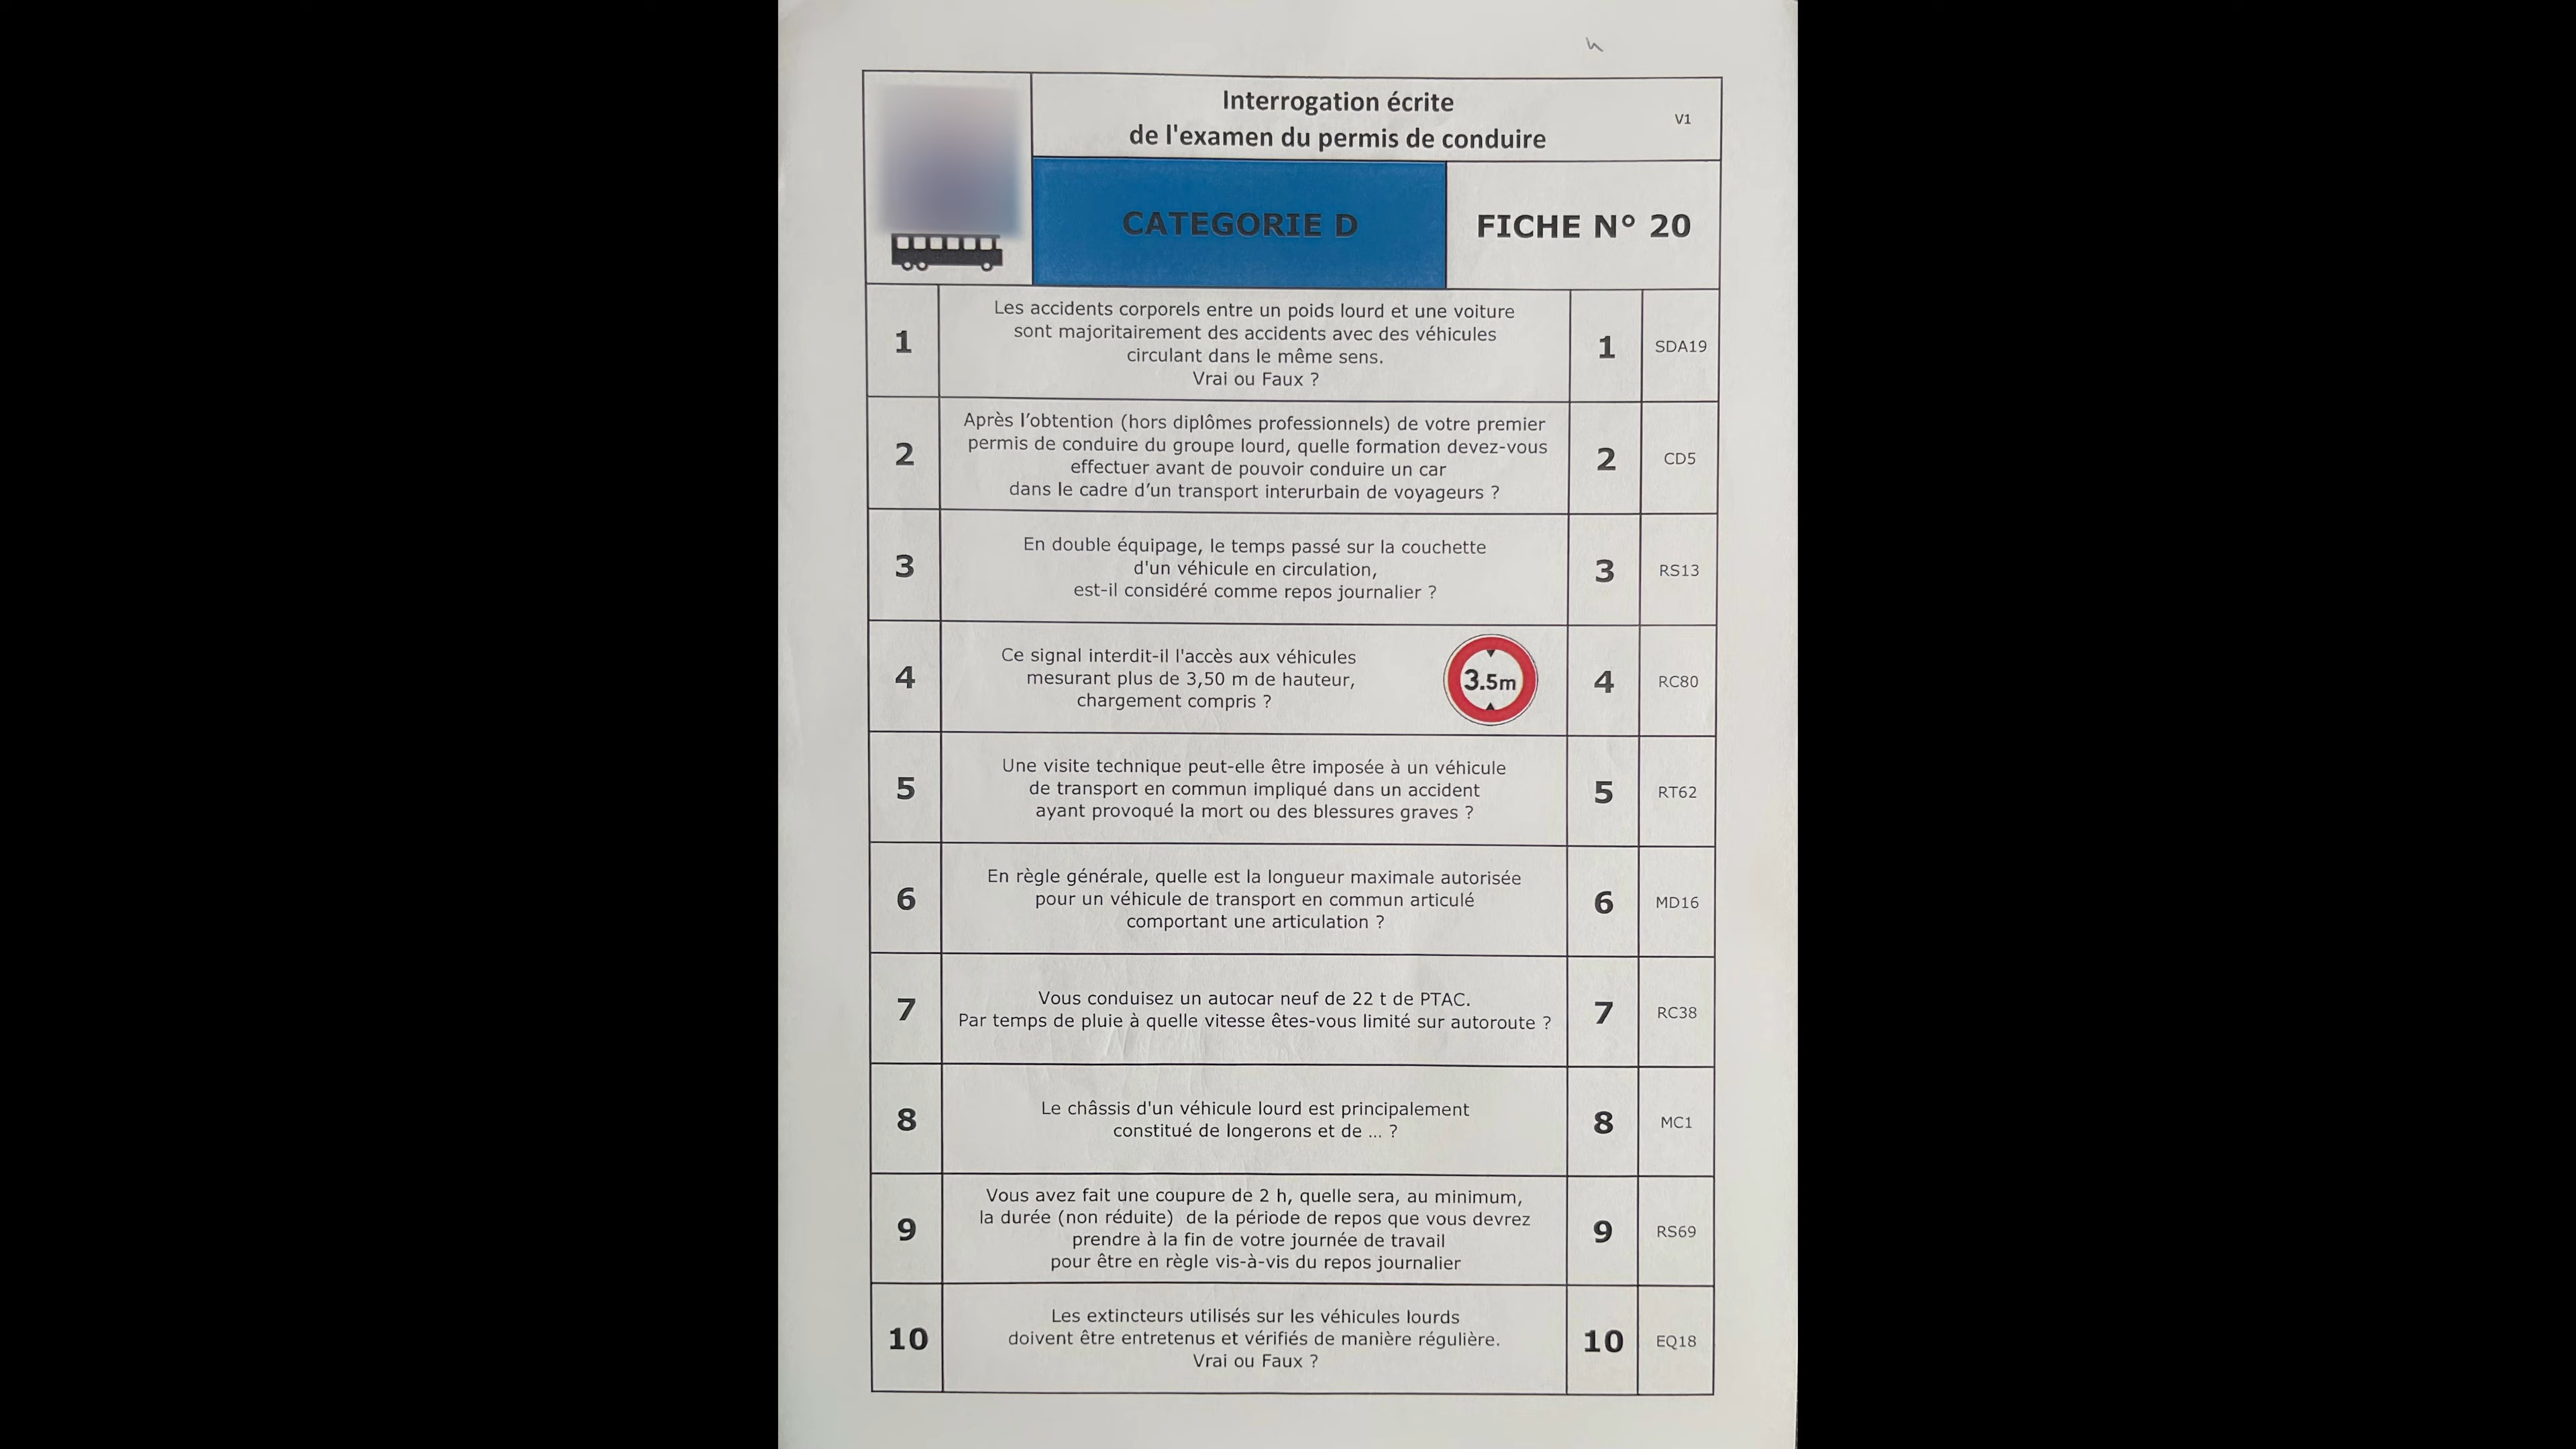 Interrogation écrite
de l'examen du permis de conduire
V1
CATEGORIE D
FICHE N° 20
1
Les accidents corporels entre un poids lourd et une voiture
sont majoritairement des accidents avec des véhicules
circulant dans le même sens.
Vrai ou Faux ?
1
SDA19
2
Après l’obtention (hors diplômes professionnels) de votre premier
permis de conduire du groupe lourd, quelle formation devez-vous
effectuer avant de pouvoir conduire un car
dans le cadre d’un transport interurbain de voyageurs ?
2
CD5
3
En double équipage, le temps passé sur la couchette
d'un véhicule en circulation,
est-il considéré comme repos journalier ?
3
RS13
4
Ce signal interdit-il l'accès aux véhicules
mesurant plus de 3,50 m de hauteur,
chargement compris ?
3.5m
4
RC80
5
Une visite technique peut-elle être imposée à un véhicule
de transport en commun impliqué dans un accident
ayant provoqué la mort ou des blessures graves ?
5
RT62
6
En règle générale, quelle est la longueur maximale autorisée
pour un véhicule de transport en commun articulé
comportant une articulation ?
6
MD16
7
Vous conduisez un autocar neuf de 22 t de PTAC.
Par temps de pluie à quelle vitesse êtes-vous limité sur autoroute ?
7
RC38
8
Le châssis d'un véhicule lourd est principalement
constitué de longerons et de ... ?
8
MC1
9
Vous avez fait une coupure de 2 h, quelle sera, au minimum,
la durée (non réduite) de la période de repos que vous devrez
prendre à la fin de votre journée de travail
pour être en règle vis-à-vis du repos journalier
9
RS69
10
Les extincteurs utilisés sur les véhicules lourds
doivent être entretenus et vérifiés de manière régulière.
Vrai ou Faux ?
10
EQ18